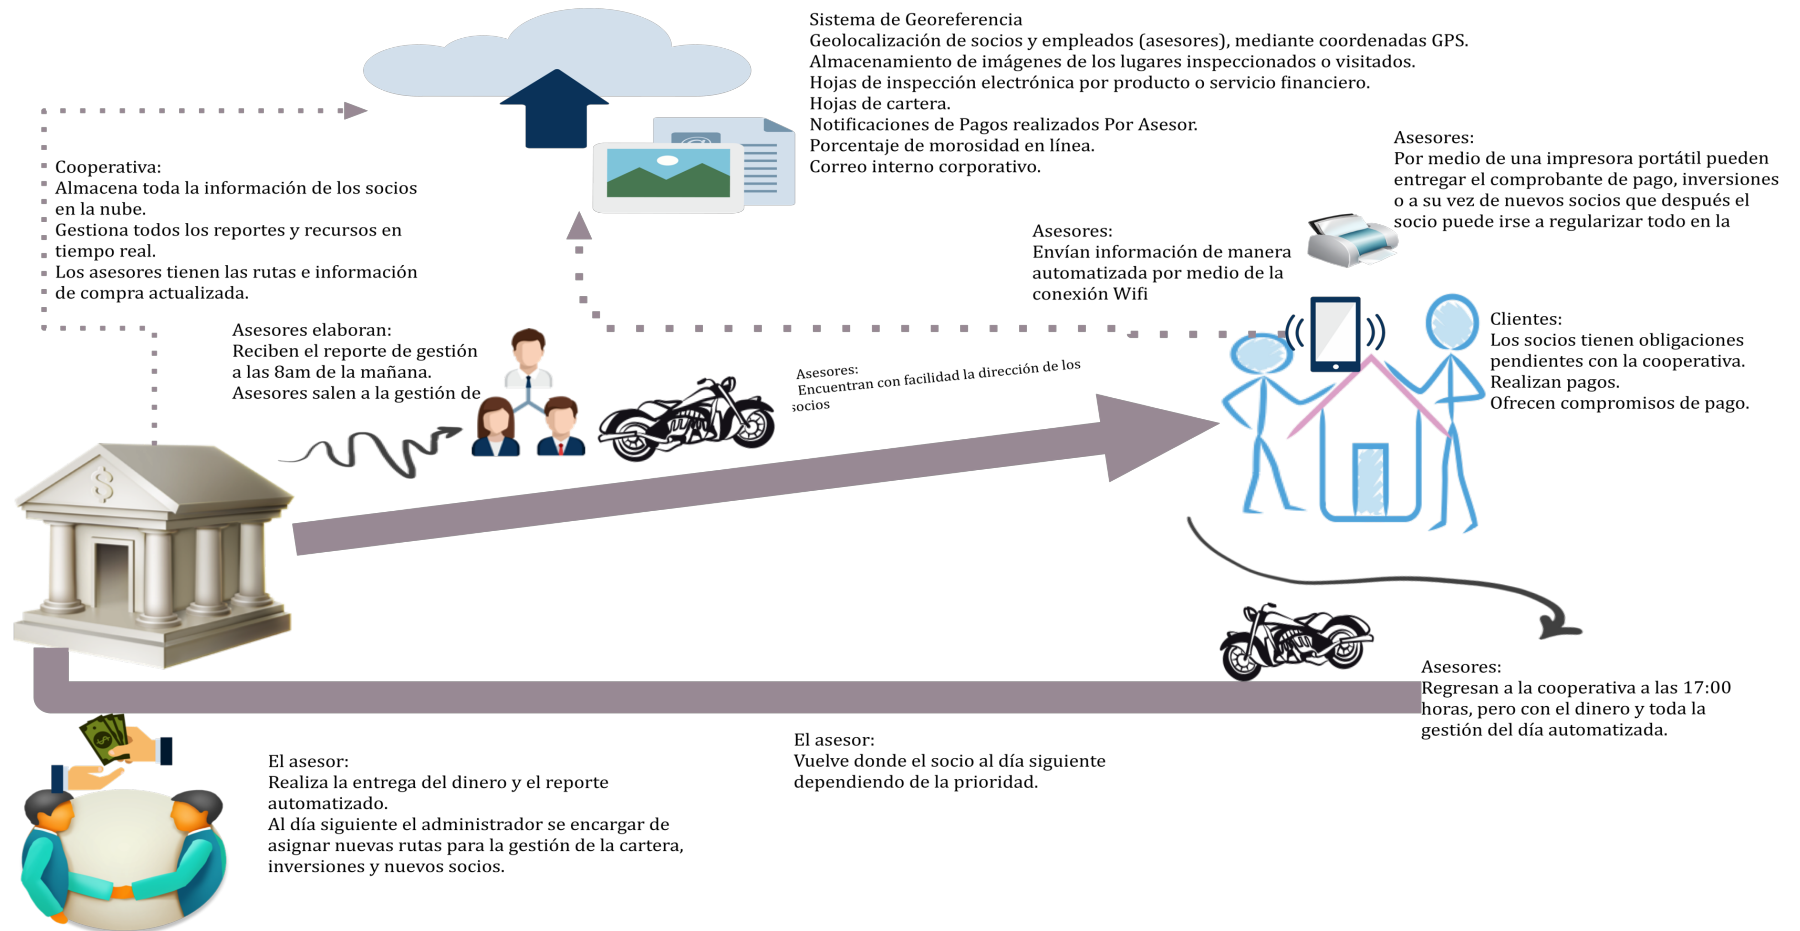 Sistema de Georeferencia
Geolocalización de socios y empleados (asesores), mediante coordenadas GPS.
Almacenamiento de imágenes de los lugares inspeccionados o visitados.
Hojas de inspección electrónica por producto o servicio financiero.
Hojas de cartera.
Notificaciones de Pagos realizados Por Asesor.
Porcentaje de morosidad en línea.
Correo interno corporativo.
Asesores:
Por medio de una impresora portátil pueden
entregar el comprobante de pago, inversiones
o a su vez de nuevos socios que después el
socio puede irse a regularizar todo en la
Cooperativa:
Almacena toda la información de los socios
en la nube.
Gestiona todos los reportes y recursos en
tiempo real.
Los asesores tienen las rutas e información
de compra actualizada.
Asesores:
Envían información de manera
automatizada por medio de la
conexión Wifi
Asesores elaboran:
Reciben el reporte de gestión
a las 8am de la mañana.
Asesores salen a la gestión de
Asesores:
Encuentran con facilidad la dirección de los
socios
Clientes:
Los socios tienen obligaciones
pendientes con la cooperativa.
Realizan pagos.
Ofrecen compromisos de pago.
$
Asesores:
Regresan a la cooperativa a las 17:00
horas, pero con el dinero y toda la
gestión del día automatizada.
El asesor:
Vuelve donde el socio al día siguiente
dependiendo de la prioridad.
$
El asesor:
Realiza la entrega del dinero y el reporte
automatizado.
Al día siguiente el administrador se encargar de
asignar nuevas rutas para la gestión de la cartera,
inversiones y nuevos socios.